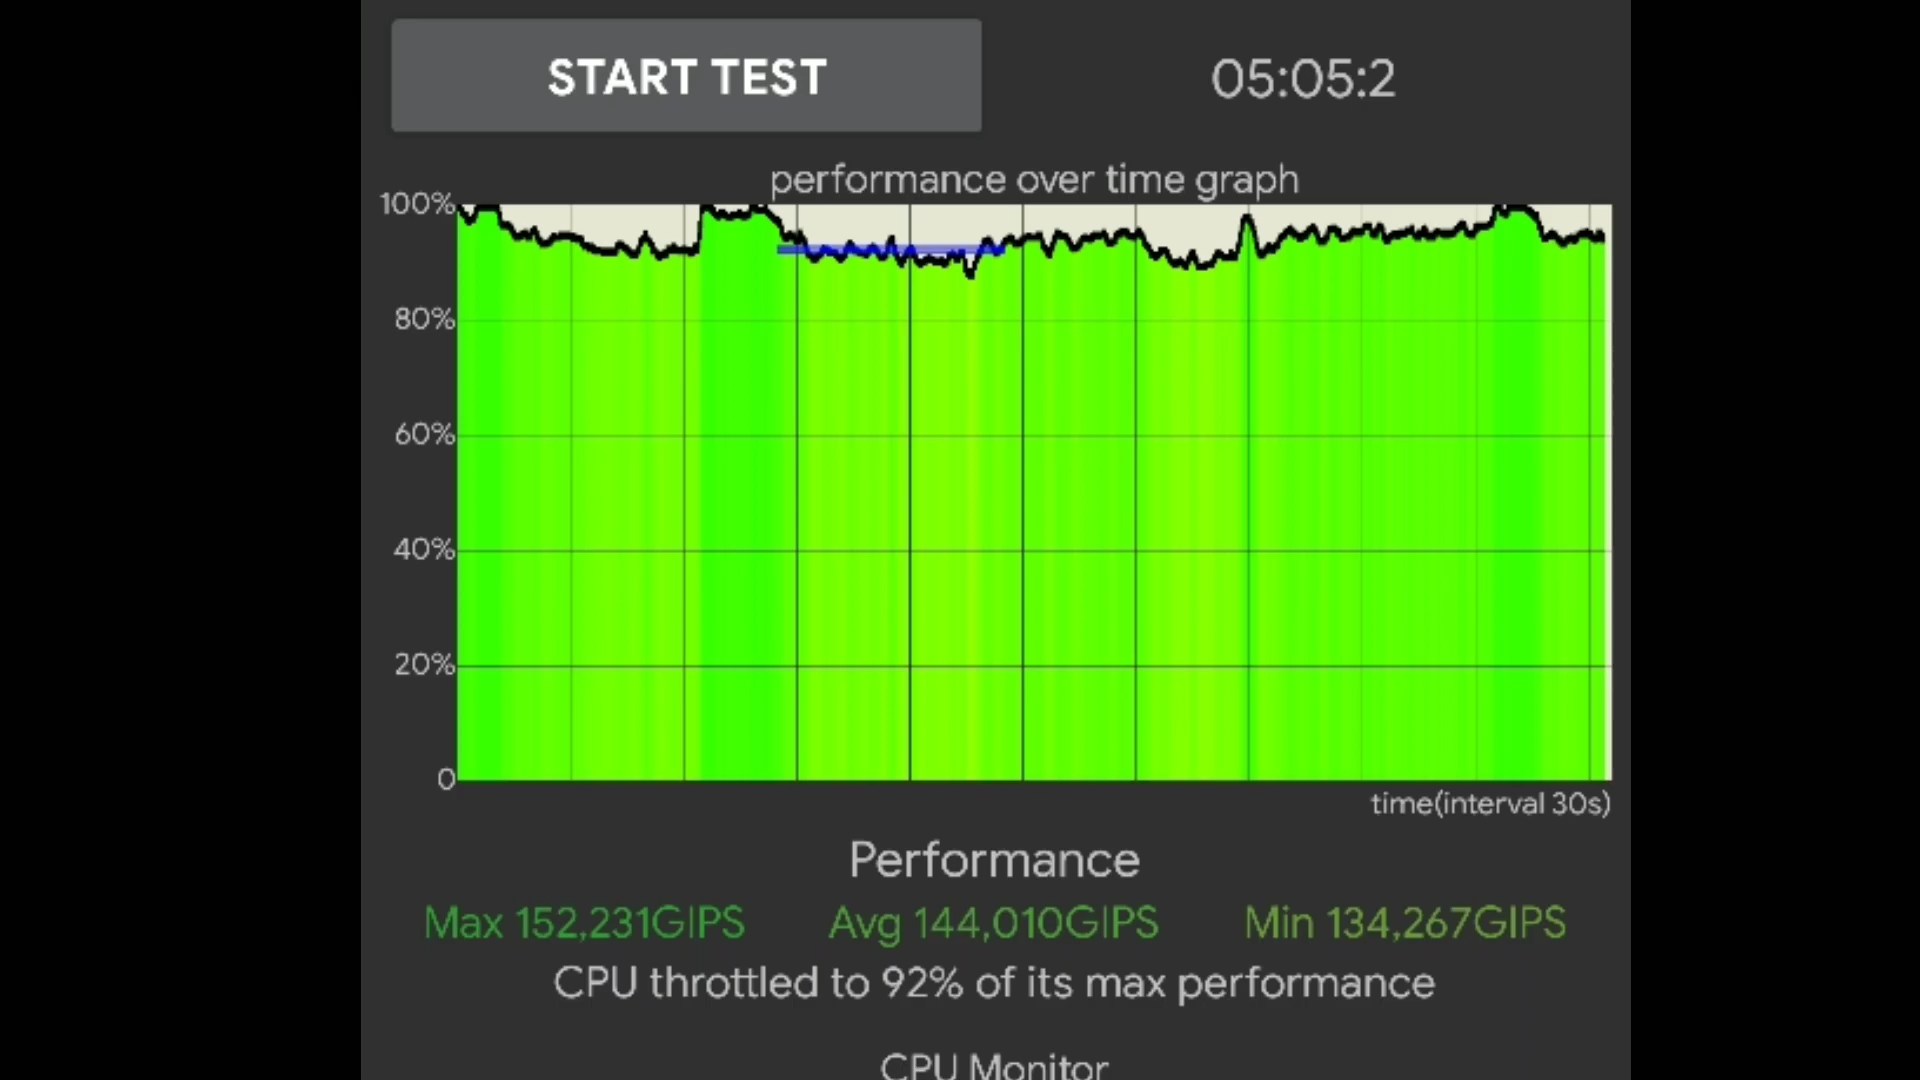 START TEST
05:05:2
performance over time graph
100%
80%
60%
40%
20%
0
time(interval 30s)
Performance
Max 152,231GIPS Avg 144,010GIPS Min 134,267GIPS
CPU throttled to 92% of its max performance
CPU Monitor